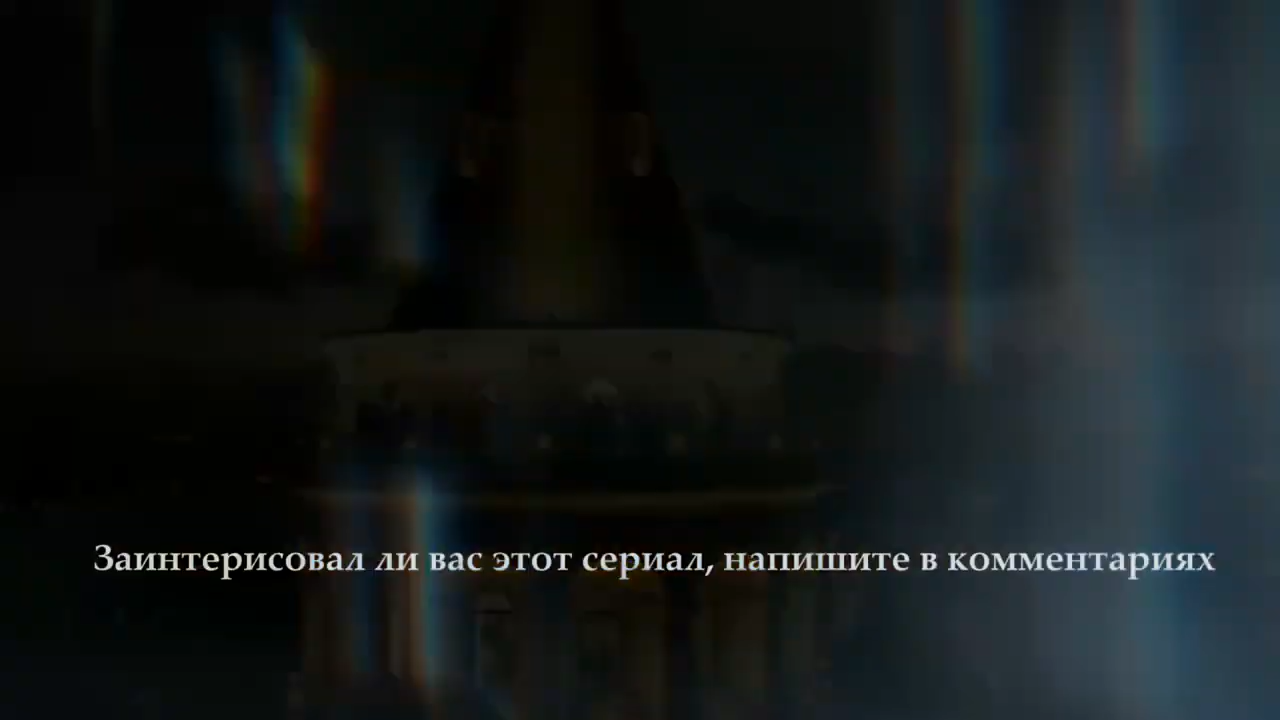 Заинтерисовал ли вас этот сериал, напишите в комментариях